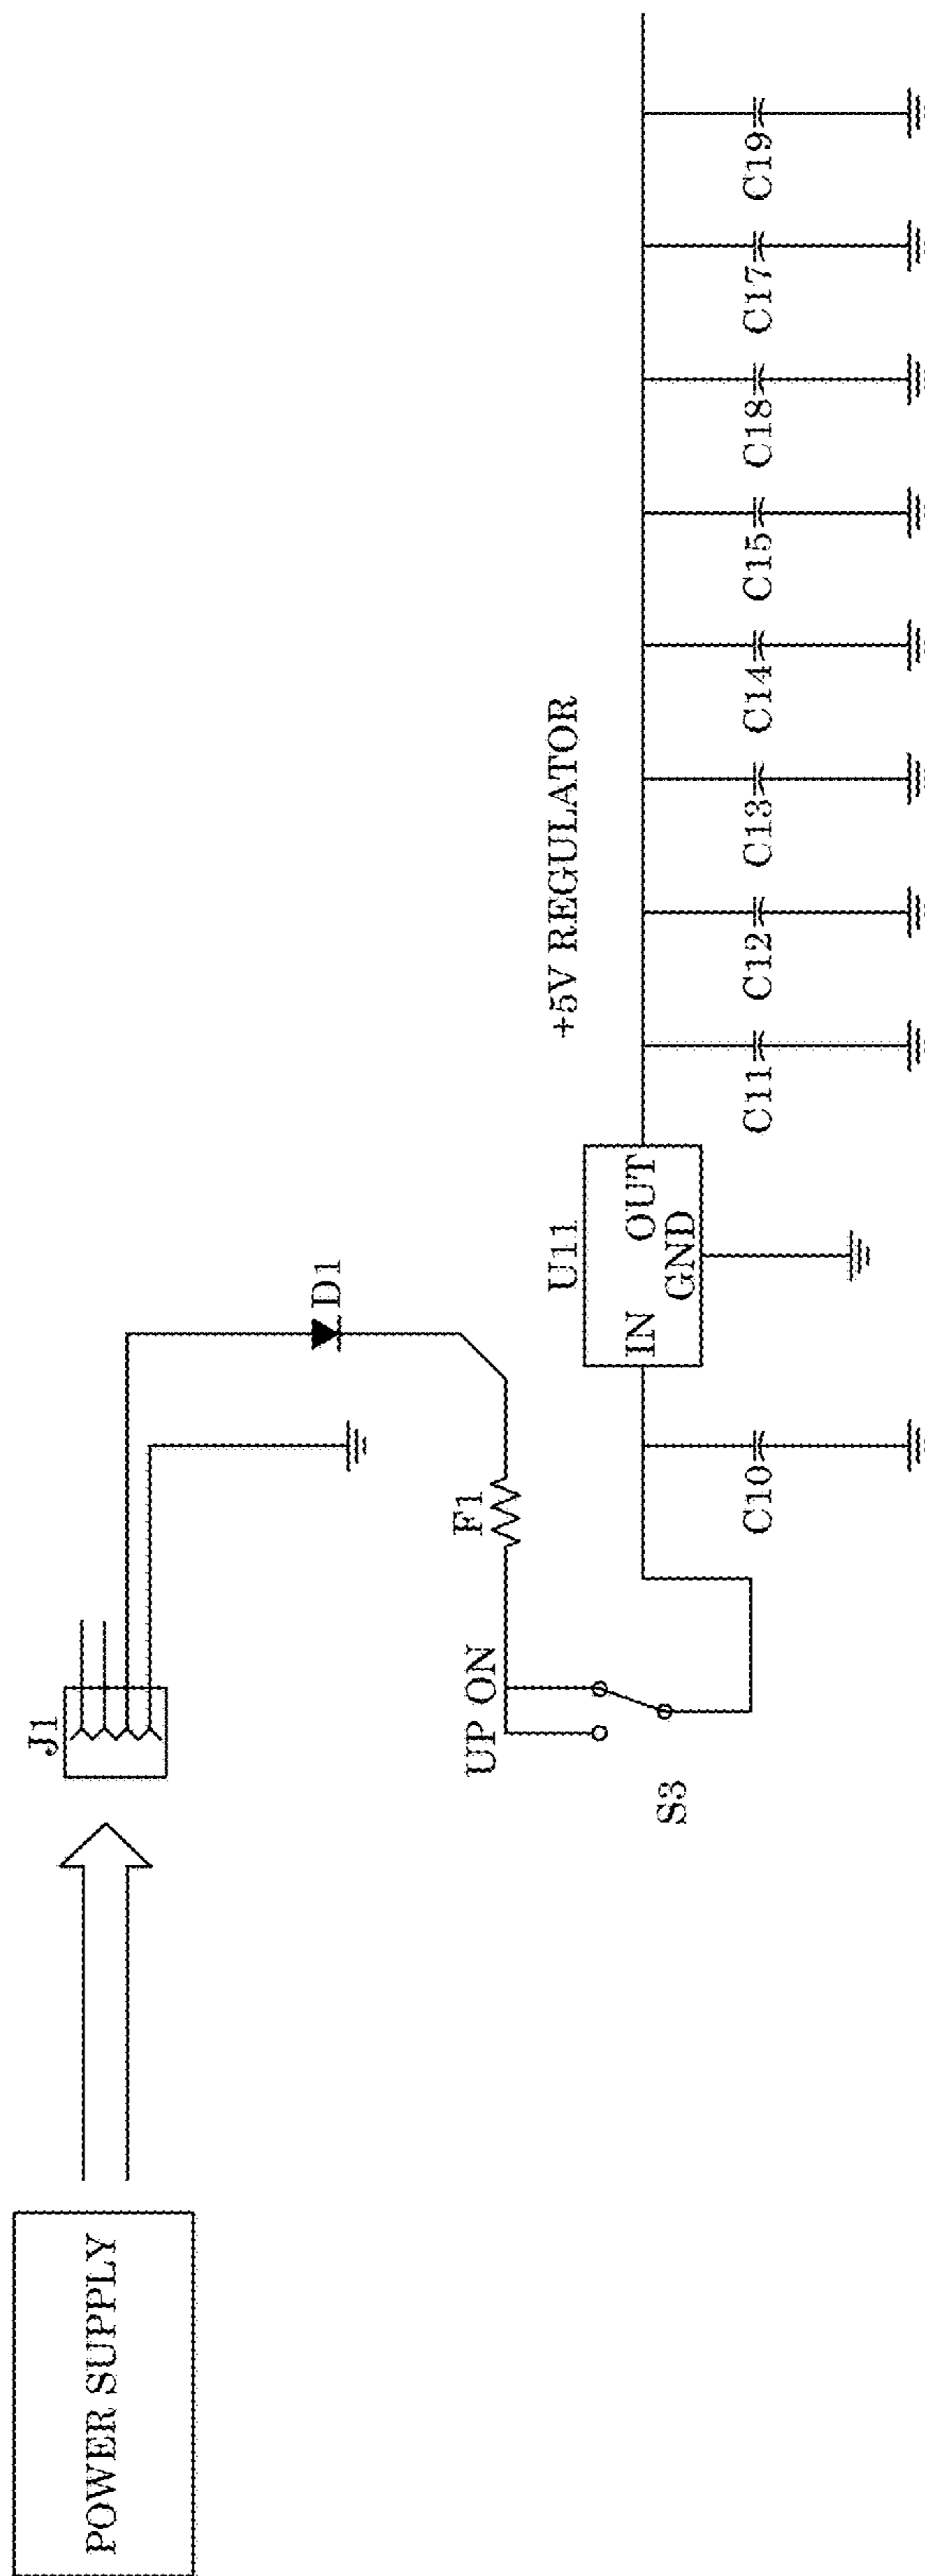 POWER SUPPLY
J1
D1
F1
UP ON
S3
+5V REGULATOR
U11
IN
OUT
GND
C10
C11
C12
C13
C14
C15
C18
C17
C19